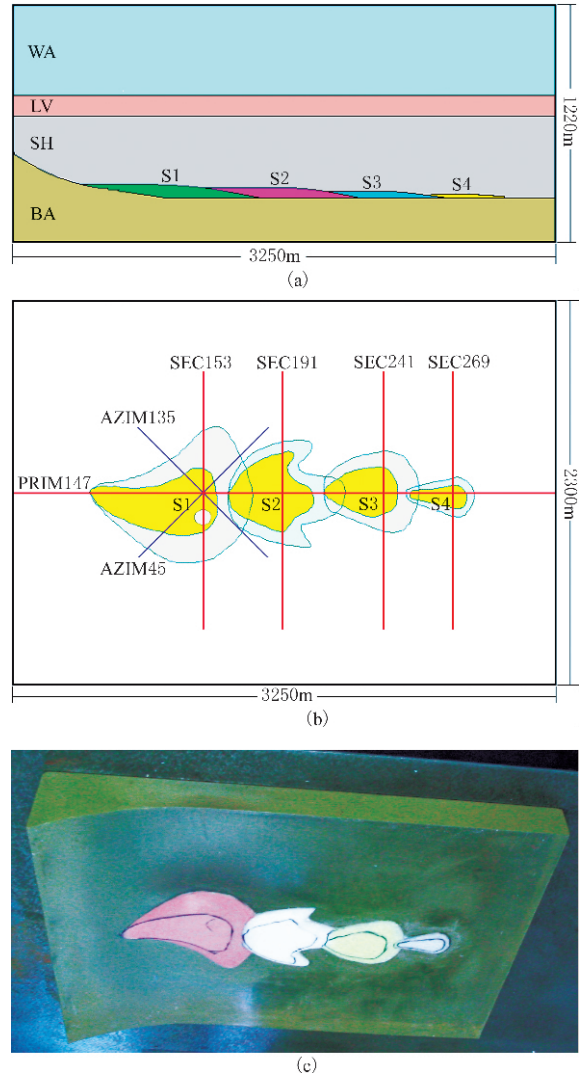 WA
LV
SH
S1 S2 S3 S4
BA
1220m
3250m
(a)
SEC153 SEC191 SEC241 SEC269
AZIM135
PRIM147
S1 S2 S3 S4
AZIM45
2300m
3250m
(b)
(c)